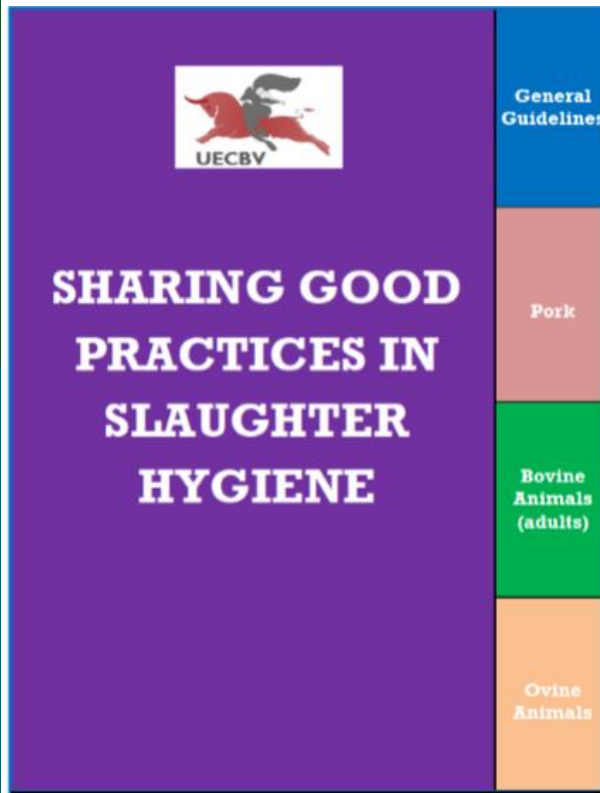 UECBV
SHARING GOOD
PRACTICES IN
SLAUGHTER
HYGIENE
General
Guidelines
Pork
Bovine
Animals
(adults)
Ovine
Animals